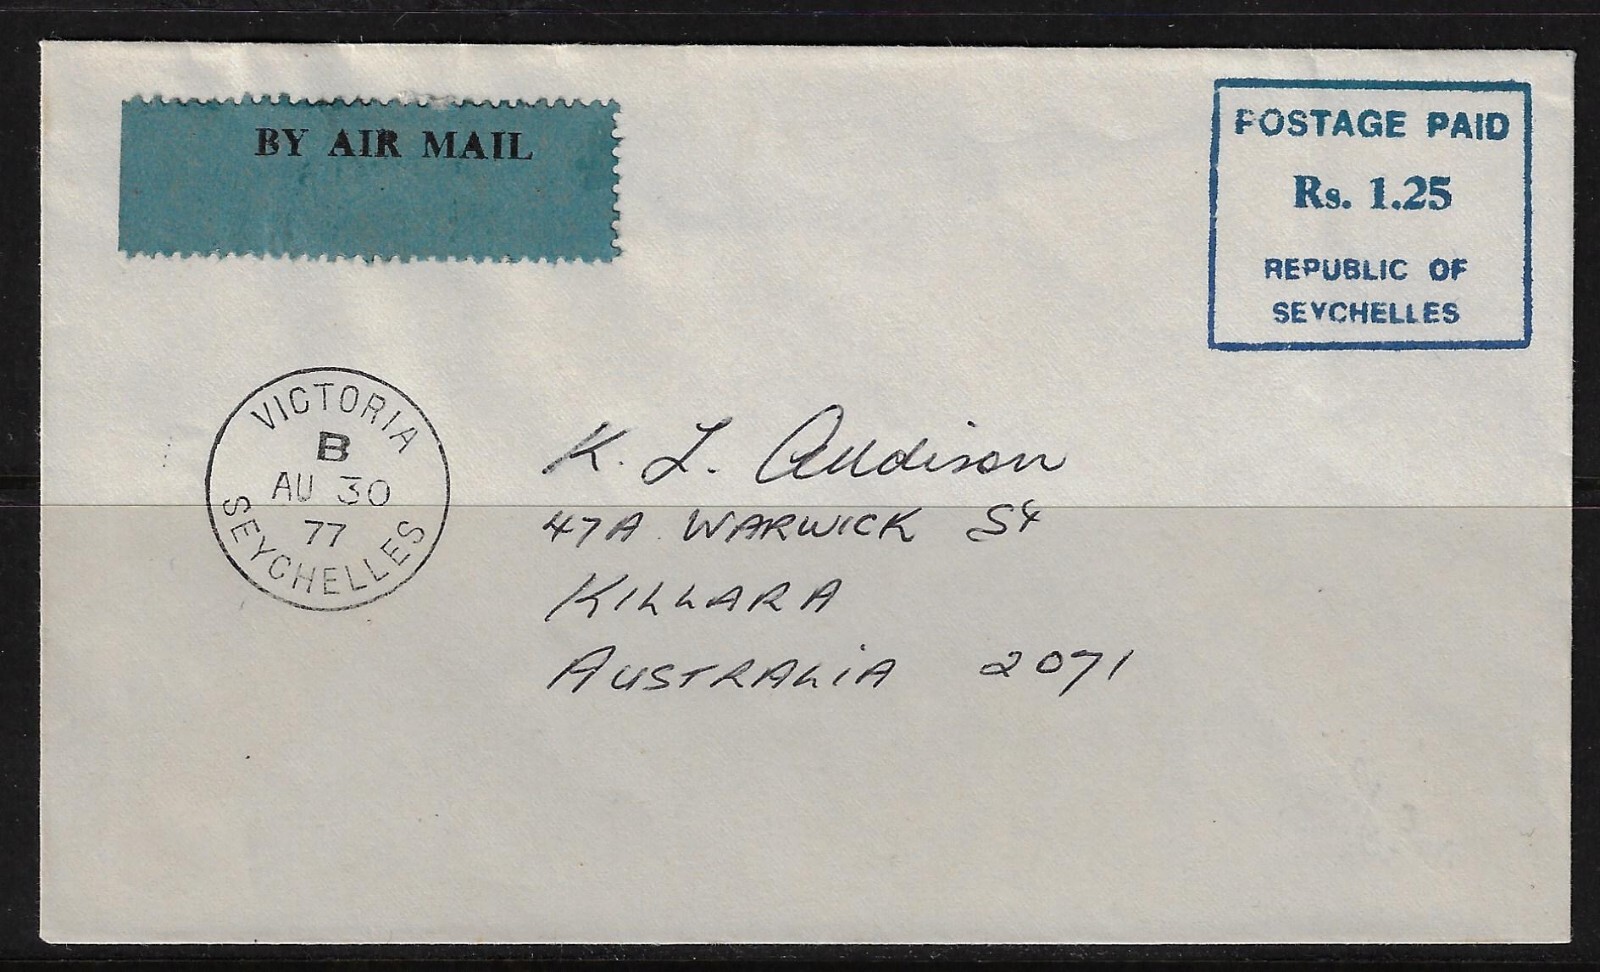 BY AIR MAIL
POSTAGE PAID
Rs. 1.25
REPUBLIC OF
SEYCHELLES
VICTORIA
B
AU 30
77
SEYCHELLES
K. L. Addison
47A WARWICK St
KILLARA
AUSTRALIA 2071